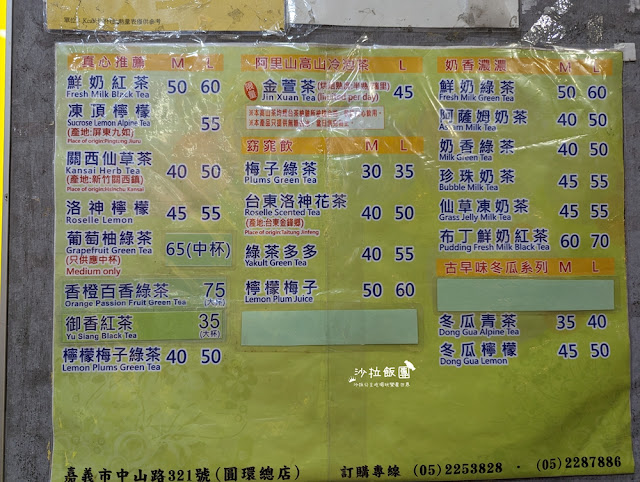 真心推薦 M L
鮮奶紅茶 50 60
Fresh Milk Black Tea
凍頂檸檬 55
Sucrose Lemon Alpine Tea
(產地:屏東九如)
Place of origin:Pingtung Jiuru
關西仙草茶 40 50
Kansai Herb Tea
(產地:新竹關西鎮)
Place of origin:Hsinchu Kansai
洛神檸檬 45 55
Roselle Lemon
葡萄柚綠茶 65(中杯)
Grapefruit Green Tea
(只供應中杯)
Medium only
香橙百香綠茶 75
Orange Passion Fruit Green Tea (大杯)
御香紅茶 35
Yu Siang Black Tea (大杯)
檸檬梅子綠茶 40 50
Lemon Plums Green Tea
阿里山高山冷泡茶 L
金萱茶 45
Jin Xuan Tea (limited per day)
窈窕飲 M L
梅子綠茶 30 35
Plums Green Tea
台東洛神花茶 40 50
Roselle Scented Tea
(產地:台東金鋒鄉)
Place of origin:Taitung Jinfeng
綠茶多多 40 55
Yakult Green Tea
檸檬梅子 50 60
Lemon Plum Juice
奶香濃濃 M L
鮮奶綠茶 50 60
Fresh Milk Green Tea
阿薩姆奶茶 40 50
Assam Milk Tea
奶香綠茶 40 50
Milk Green Tea
珍珠奶茶 45 55
Bubble Milk Tea
仙草凍奶茶 45 55
Grass Jelly Milk Tea
布丁鮮奶紅茶 60 70
Pudding Fresh Milk Black Tea
古早味冬瓜系列 M L
冬瓜青茶 35 40
Dong Gua Alpine Tea
冬瓜檸檬 45 50
Dong Gua Lemon
沙拉飯團
嘉義市中山路321號(圓環總店) 訂購專線 (05)2253828 · (05)2287886